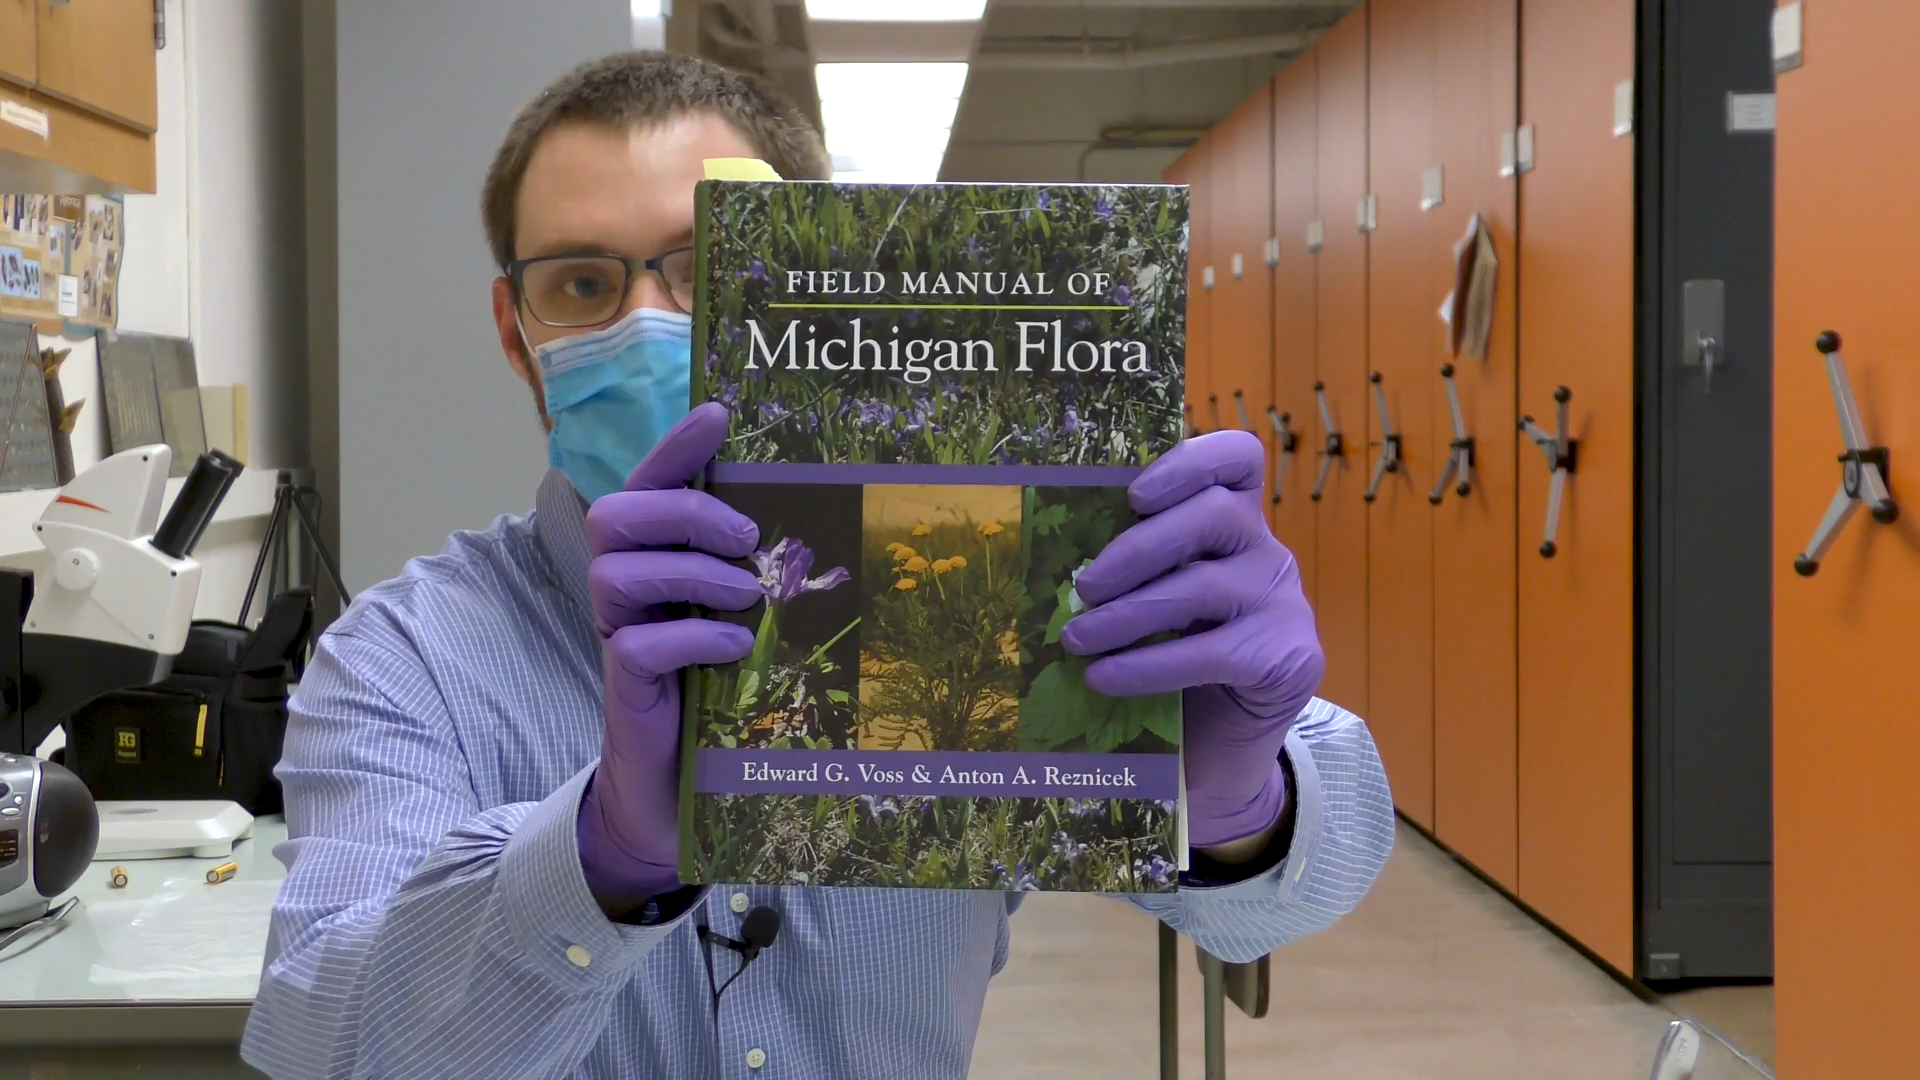 FIELD MANUAL OF
Michigan Flora
Edward G. Voss & Anton A. Reznicek